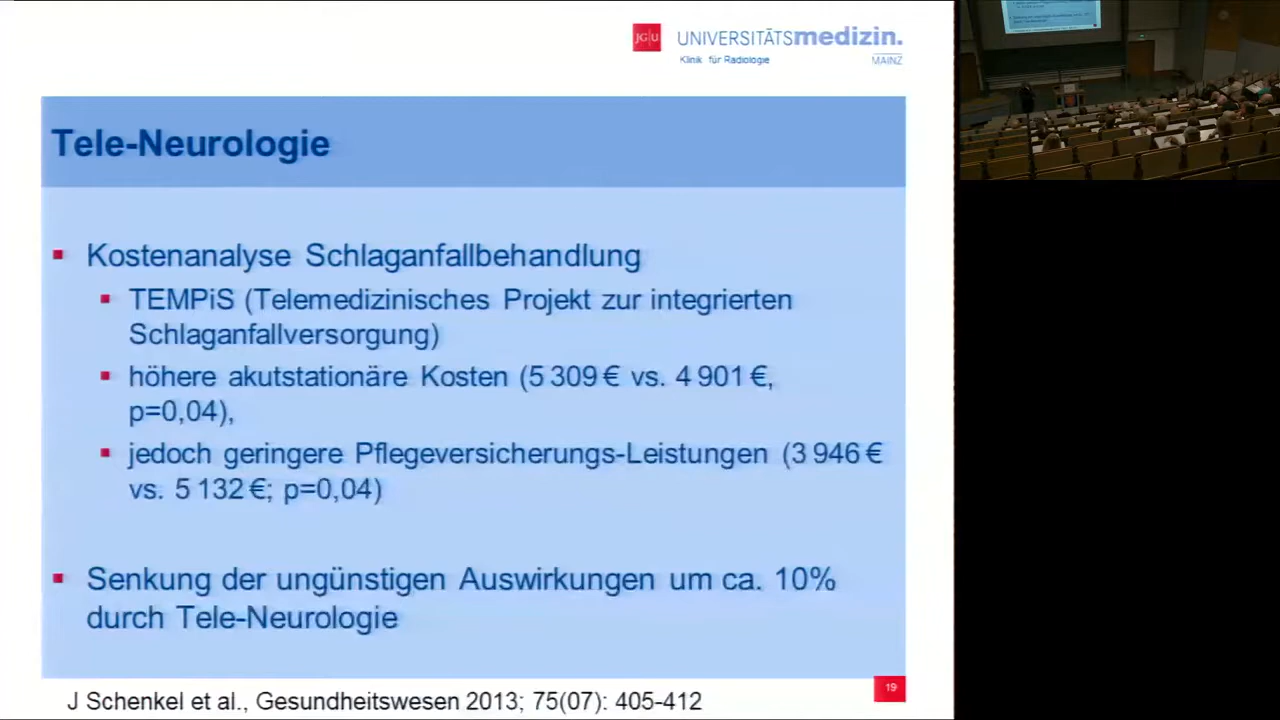 JG|U UNIVERSITÄTSmedizin.
Klinik für Radiologie MAINZ
Tele-Neurologie
Kostenanalyse Schlaganfallbehandlung
TEMPiS (Telemedizinisches Projekt zur integrierten
Schlaganfallversorgung)
höhere akutstationäre Kosten (5 309 € vs. 4 901 €,
p=0,04),
jedoch geringere Pflegeversicherungs-Leistungen (3 946 €
vs. 5 132 €; p=0,04)
Senkung der ungünstigen Auswirkungen um ca. 10%
durch Tele-Neurologie
19
J Schenkel et al., Gesundheitswesen 2013; 75(07): 405-412